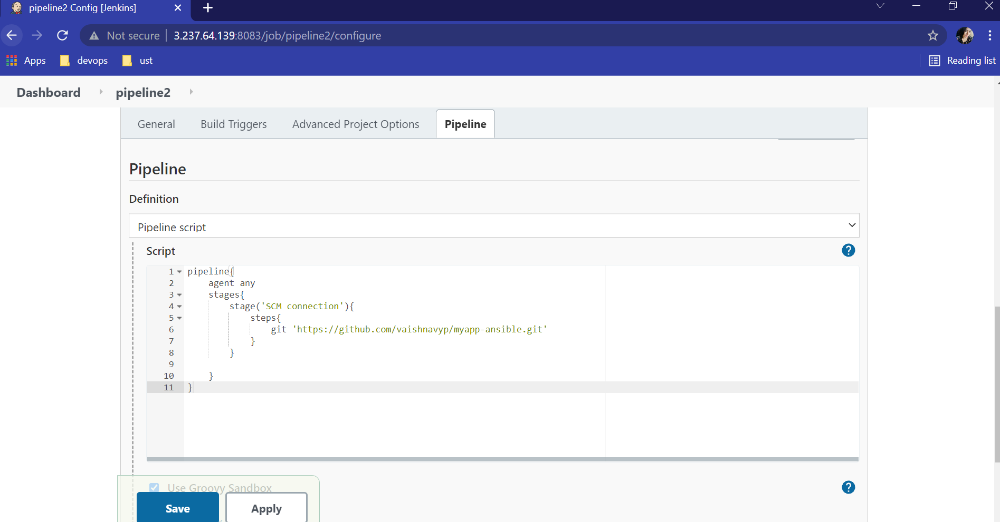 pipeline2 Config [Jenkins]
Not secure 3.237.64.139:8083/job/pipeline2/configure
Apps devops ust Reading list
Dashboard pipeline2
General Build Triggers Advanced Project Options Pipeline
Pipeline
Definition
Pipeline script
Script ?
1 pipeline{
2 agent any
3 stages{
4 stage('SCM connection'){
5 steps{
6 git 'https://github.com/vaishnavyp/myapp-ansible.git'
7 }
8 }
9
10 }
11 }
Use Groovy Sandbox ?
Save Apply